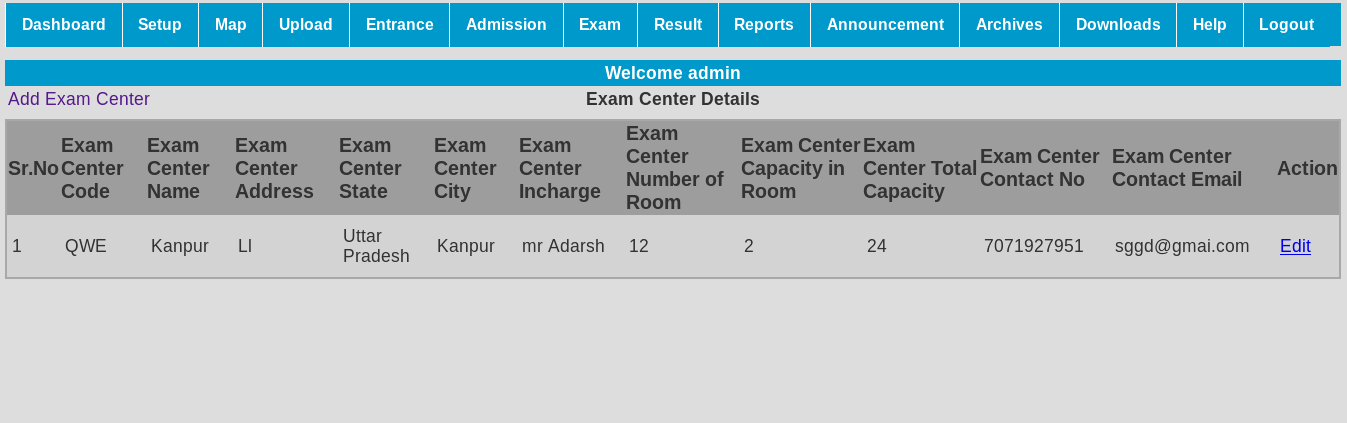 Dashboard Setup Map Upload Entrance Admission Exam Result Reports Announcement Archives Downloads Help Logout
Welcome admin
Add Exam Center Exam Center Details
Sr.No Exam Center Code Exam Center Name Exam Center Address Exam Center State Exam Center City Exam Center Incharge Exam Center Number of Room Exam Center Capacity in Room Exam Center Total Capacity Exam Center Contact No Exam Center Contact Email Action
1 QWE Kanpur LI Uttar Pradesh Kanpur mr Adarsh 12 2 24 7071927951 sggd@gmai.com Edit